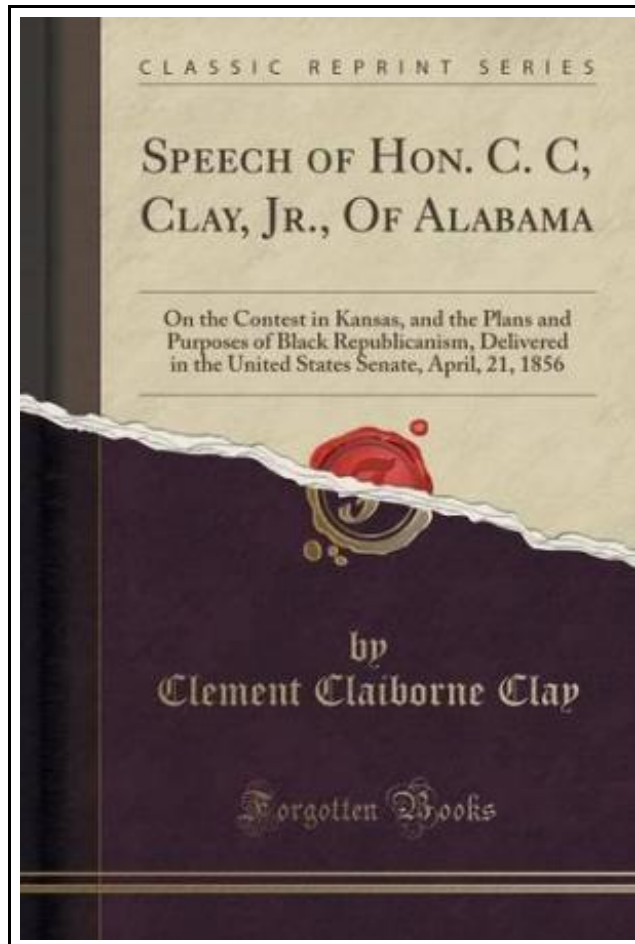 CLASSIC REPRINT SERIES
SPEECH OF HON. C. C,
CLAY, JR., OF ALABAMA
On the Contest in Kansas, and the Plans and
Purposes of Black Republicanism, Delivered
in the United States Senate, April, 21, 1856
by
Clement Claiborne Clay
Forgotten Books